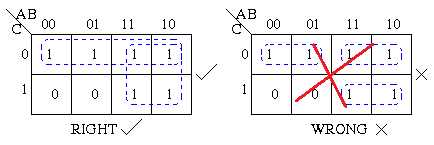 AB AB
C 00 01 11 10 C 00 01 11 10
0 1 1 1 1 0 1 1 1 1
1 0 0 1 1 1 0 0 1 1
RIGHT ✓ WRONG ×